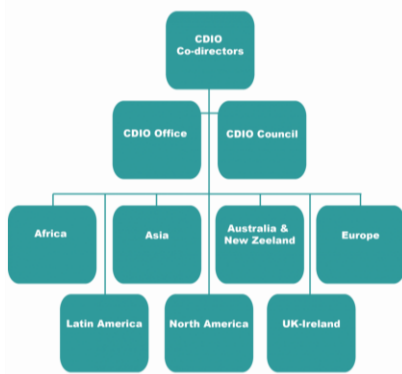 CDIO
Co-directors
CDIO Office
CDIO Council
Africa
Asia
Australia &
New Zeeland
Europe
Latin America
North America
UK-Ireland